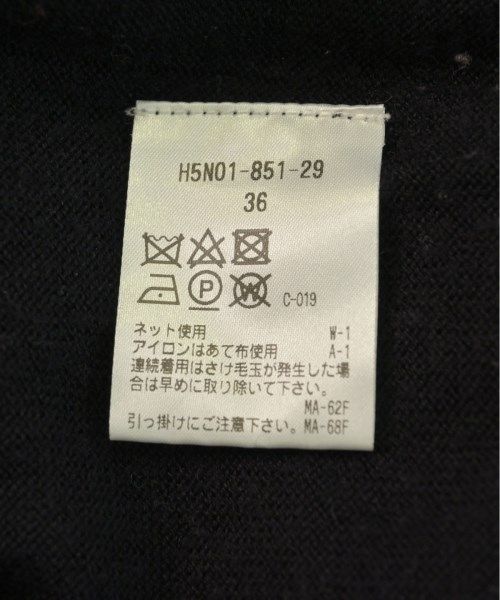 H5N01-851-29
36
P W C-019
ネット使用 W-1
アイロンはあて布使用 A-1
連続着用はさけ毛玉が発生した場
合は早めに取り除いて下さい。
MA-62F
引っ掛けにご注意下さい。MA-68F